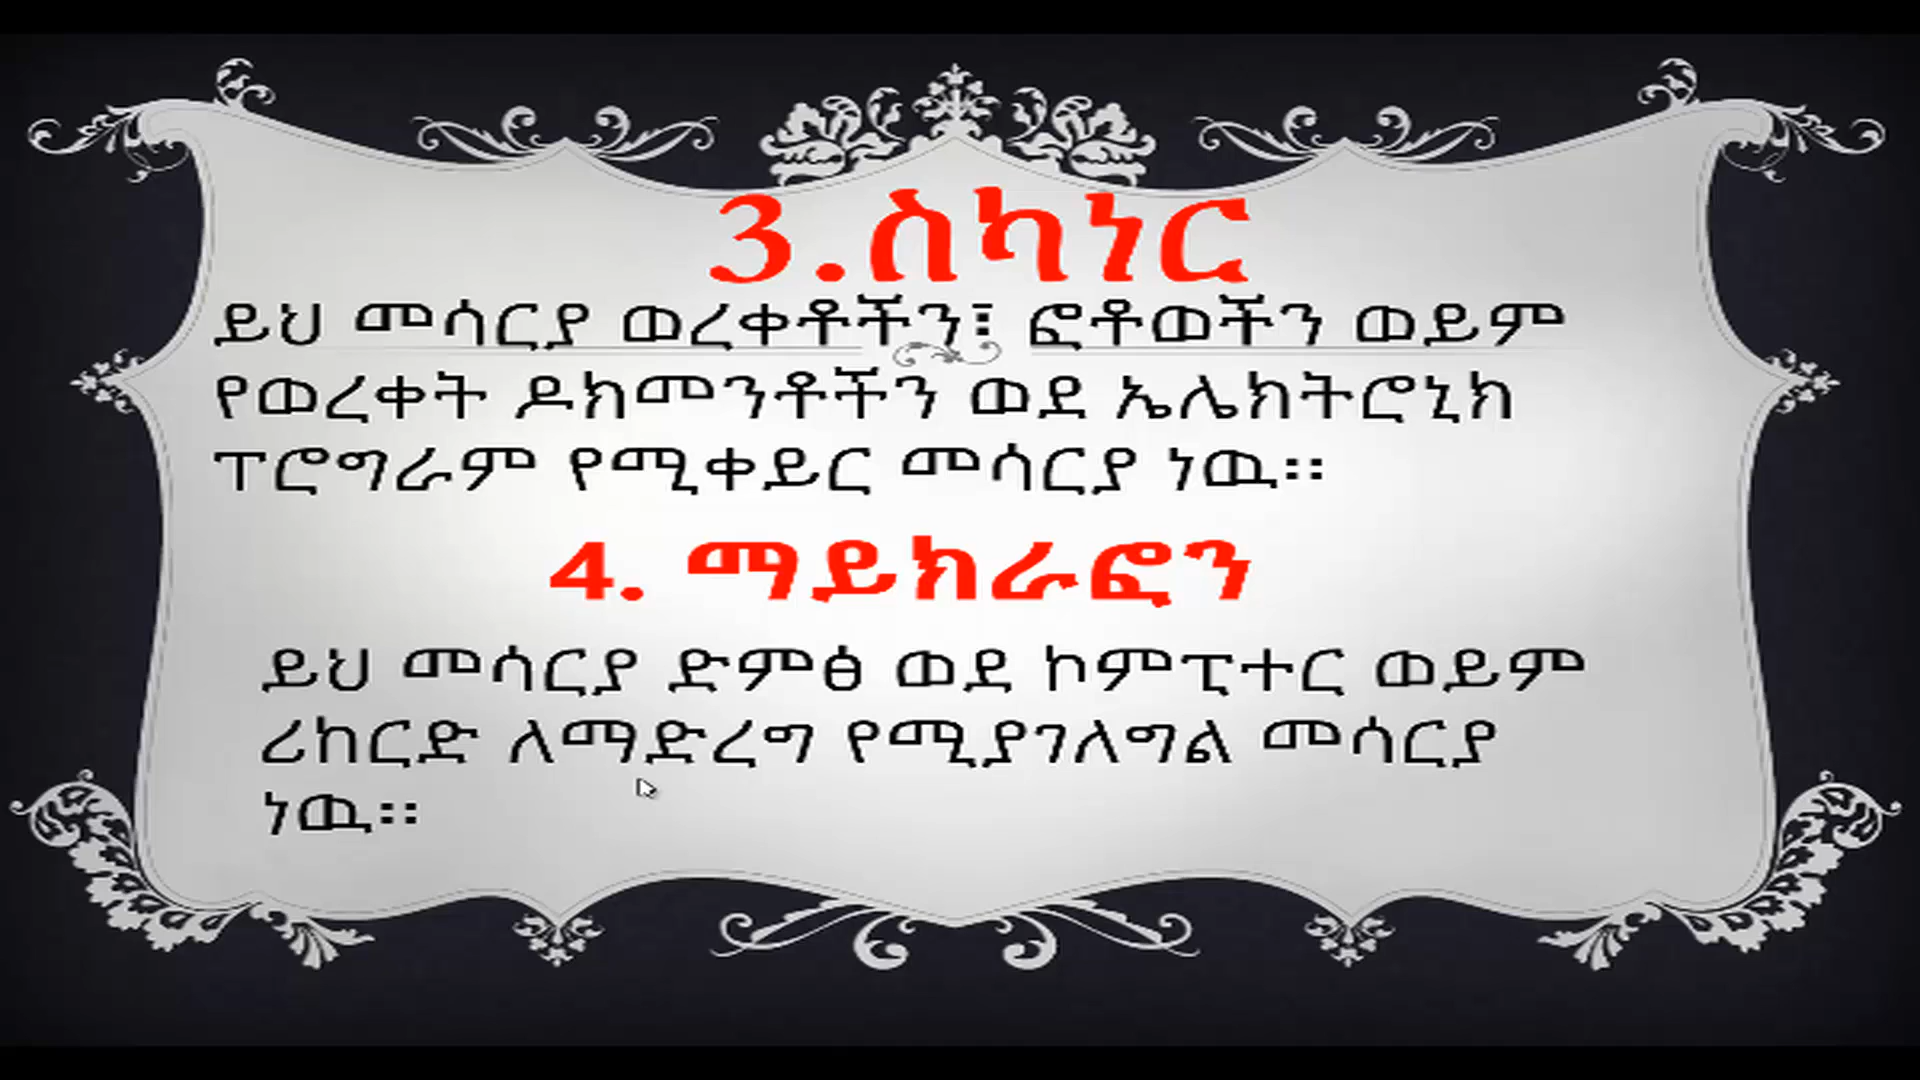 3.ስካነር
ይህ መሳርያ ወረቀቶችን፤ ፎቶወችን ወይም
የወረቀት ዶክመንቶችን ወደ ኤሌክትሮኒክ
ፐሮግራም የሚቀይር መሳርያ ነዉ፡፡
4. ማይክራፎን
ይህ መሳርያ ድምፅ ወደ ኮምፒተር ወይም
ሪከርድ ለማድረግ የሚያገለግል መሳርያ
ነዉ፡፡